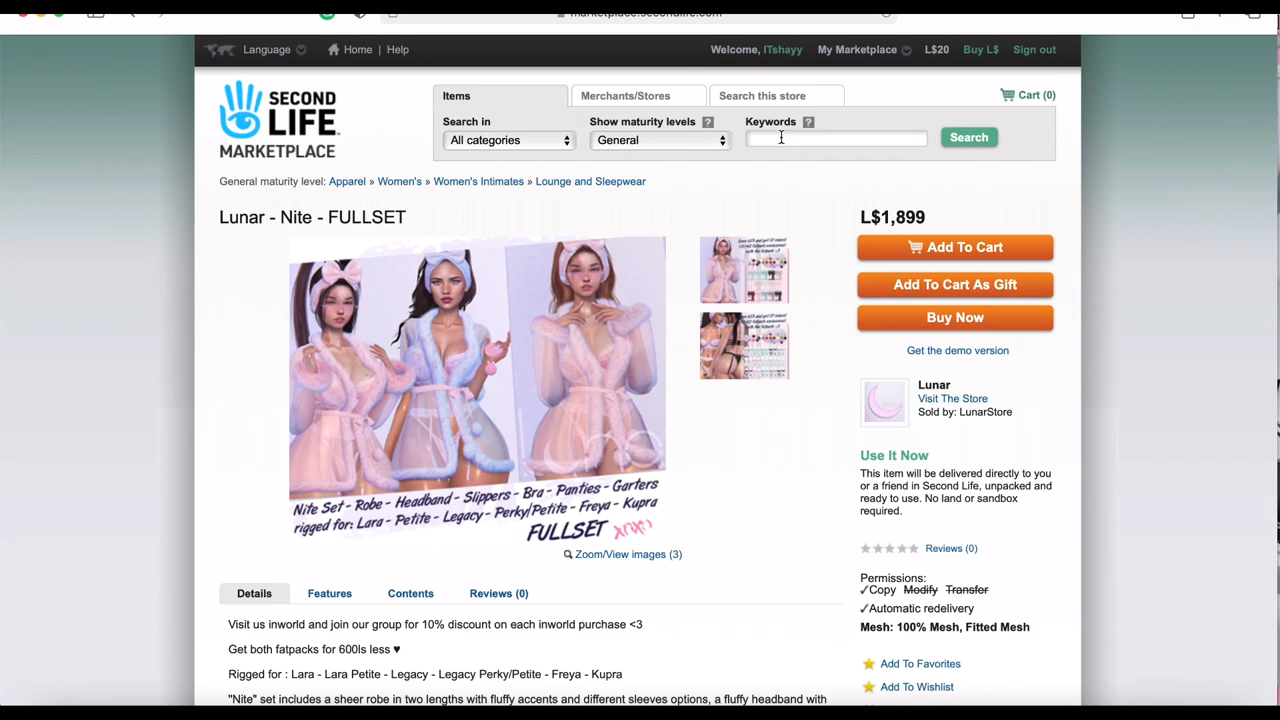 marketplace.secondlife.com
Language
Home | Help
Welcome, ITshayy
My Marketplace
L$20
Buy L$
Sign out
SECOND
LIFE
MARKETPLACE
Items
Merchants/Stores
Search this store
Cart (0)
Search in
Show maturity levels ?
Keywords ?
All categories
General
Search
General maturity level: Apparel » Women's » Women's Intimates » Lounge and Sleepwear
Lunar - Nite - FULLSET
Nite Set - Robe - Headband - Slippers - Bra - Panties - Garters
rigged for: Lara - Petite - Legacy - Perky/Petite - Freya - Kupra
FULLSET
Zoom/View images (3)
L$1,899
Add To Cart
Add To Cart As Gift
Buy Now
Get the demo version
Lunar
Visit The Store
Sold by: LunarStore
Use It Now
This item will be delivered directly to you
or a friend in Second Life, unpacked and
ready to use. No land or sandbox
required.
Reviews (0)
Permissions:
✓Copy Modify Transfer
✓Automatic redelivery
Mesh: 100% Mesh, Fitted Mesh
Add To Favorites
Add To Wishlist
Details
Features
Contents
Reviews (0)
Visit us inworld and join our group for 10% discount on each inworld purchase <3
Get both fatpacks for 600ls less ♥
Rigged for : Lara - Lara Petite - Legacy - Legacy Perky/Petite - Freya - Kupra
"Nite" set includes a sheer robe in two lengths with fluffy accents and different sleeves options, a fluffy headband with